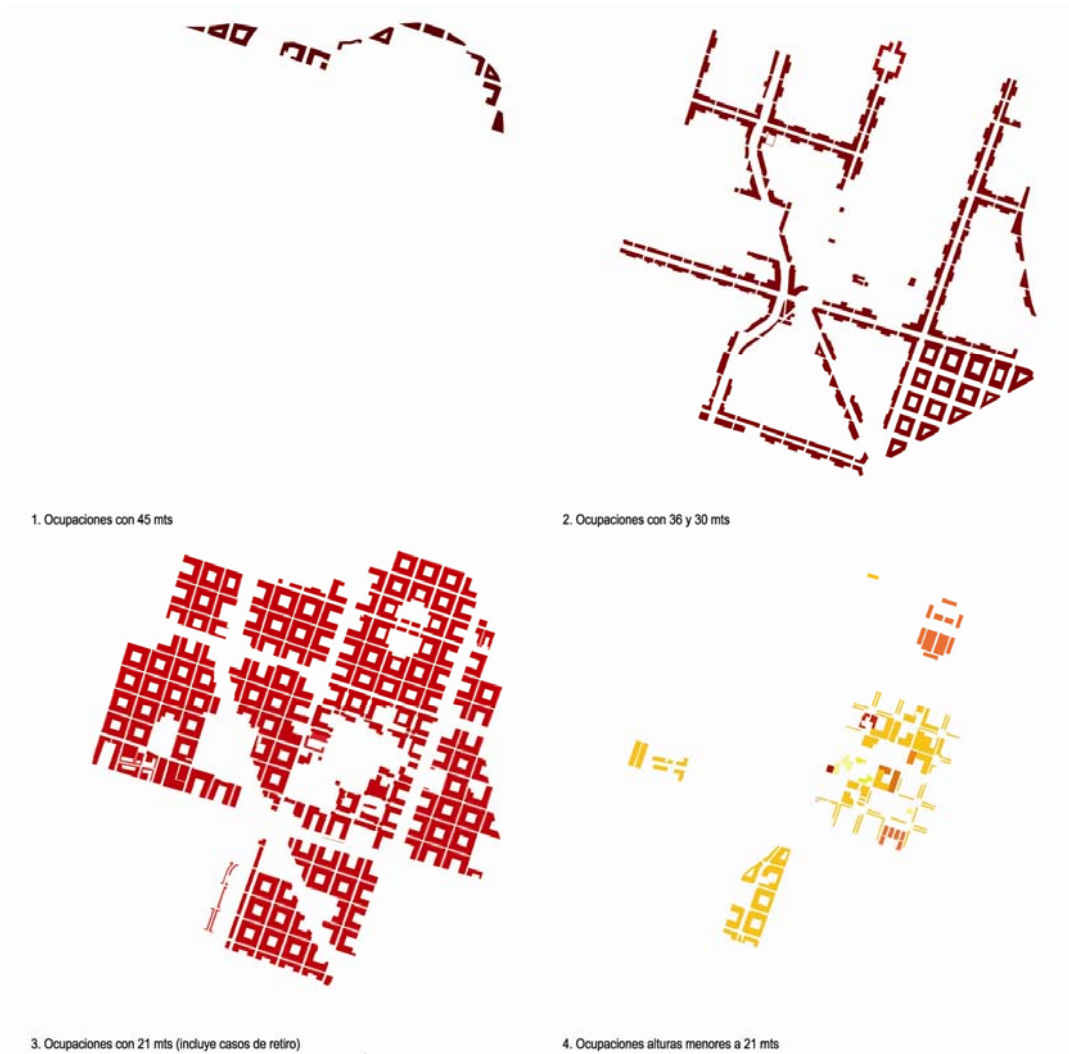 1. Ocupaciones con 45 mts
2. Ocupaciones con 36 y 30 mts
3. Ocupaciones con 21 mts (incluye casos de retiro)
4. Ocupaciones alturas menores a 21 mts